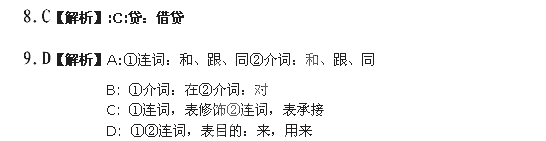 8.C【解析】:C:贷：借贷
9.D【解析】A:①连词：和、跟、同②介词：和、跟、同
B: ①介词：在②介词：对
C: ①连词，表修饰②连词，表承接
D: ①②连词，表目的：来，用来